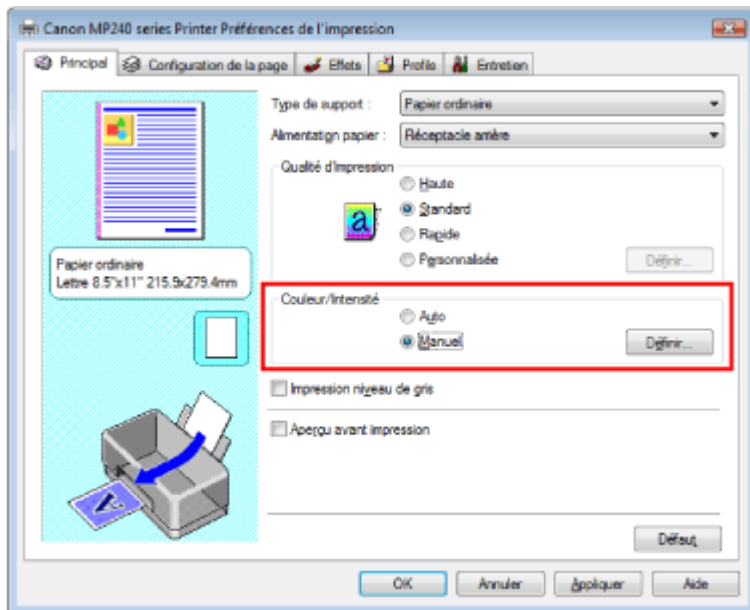 Canon MP240 series Printer Préférences de l'impression
Principal Configuration de la page Effets Profils Entretien
Type de support : Papier ordinaire
Alimentation papier : Réceptacle arrière
Qualité d'impression
Haute
Standard
Rapide
Personnalisée Définir...
Papier ordinaire
Lettre 8.5"x11" 215.9x279.4mm
Couleur/Intensité
Auto
Manuel Définir...
Impression niveau de gris
Aperçu avant impression
Défaut
OK Annuler Appliquer Aide